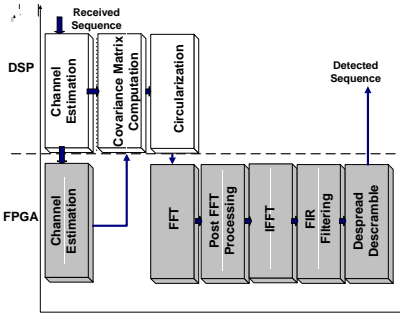 Received
Sequence
DSP
Channel
Estimation
Covariance Matrix
Computation
Circularization
Detected
Sequence
FPGA
Channel
Estimation
FFT
Post FFT
Processing
IFFT
FIR
Filtering
Despread
Descramble